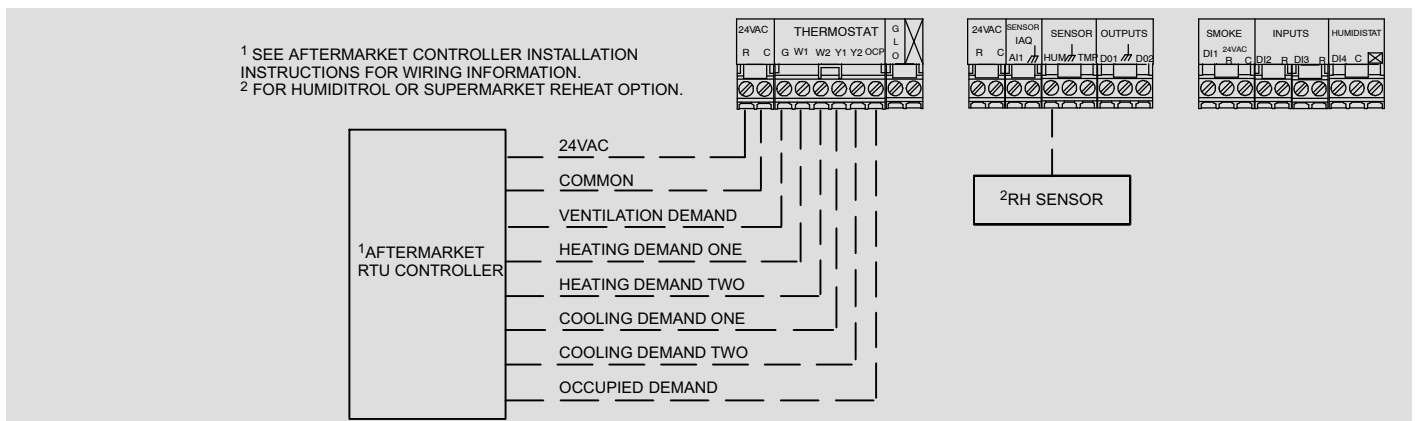 ¹ SEE AFTERMARKET CONTROLLER INSTALLATION
INSTRUCTIONS FOR WIRING INFORMATION.
² FOR HUMIDITROL OR SUPERMARKET REHEAT OPTION.
24VAC THERMOSTAT G L O
R C G W1 W2 Y1 Y2 OCP
24VAC SENSOR IAQ SENSOR OUTPUTS
R C AI1 HUM TMP D01 D02
SMOKE INPUTS HUMIDISTAT
DI1 24VAC R C DI2 R DI3 R DI4 C
24VAC
COMMON
VENTILATION DEMAND
HEATING DEMAND ONE
HEATING DEMAND TWO
COOLING DEMAND ONE
COOLING DEMAND TWO
OCCUPIED DEMAND
¹AFTERMARKET
RTU CONTROLLER
²RH SENSOR